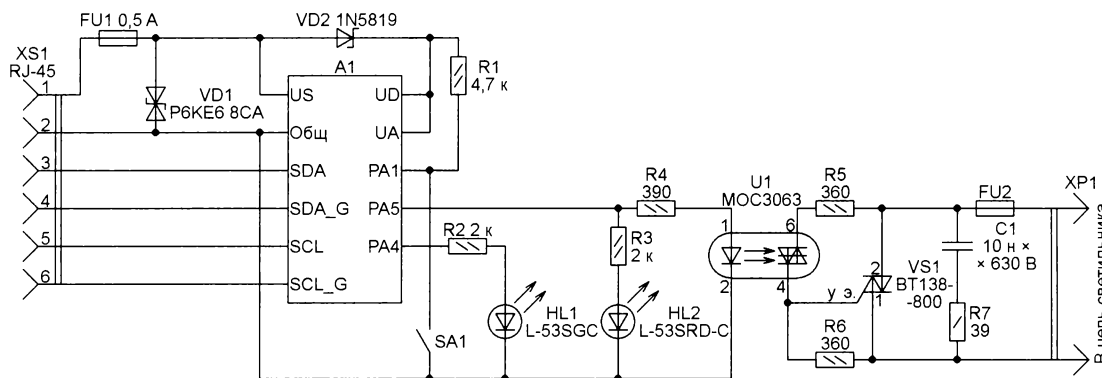 FU1 0,5 А
VD2 1N5819
XS1
RJ-45
A1
R1
4,7 к
1
US
UD
VD1
P6KE6 8CA
2
Общ
UA
3
SDA
PA1
4
SDA_G
PA5
R4
390
U1
MOC3063
R5
360
FU2
XP1
5
SCL
PA4
R2 2 к
R3
2 к
1
6
C1
10 н ×
× 630 В
6
SCL_G
2
4
у э.
2
1
VS1
BT138-
-800
SA1
HL1
L-53SGC
HL2
L-53SRD-C
R6
360
R7
39
В цепь светильника